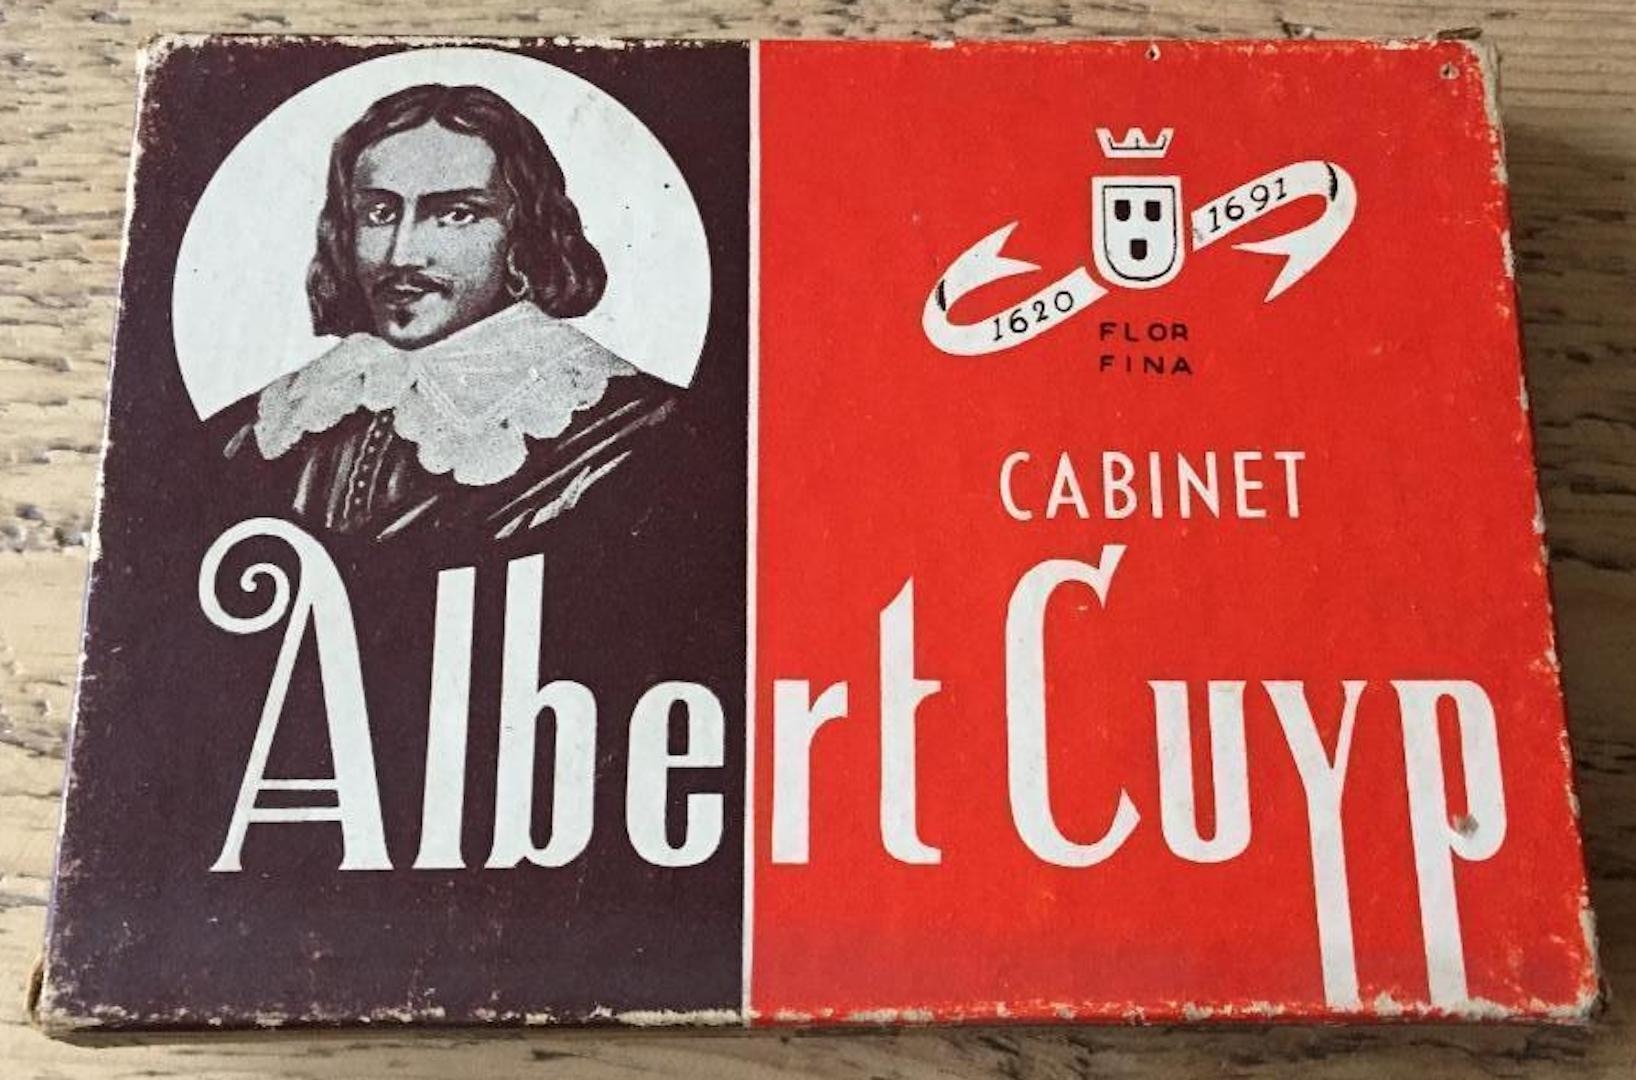 1620 1691
FLOR
FINA
CABINET
Albert Cuyp